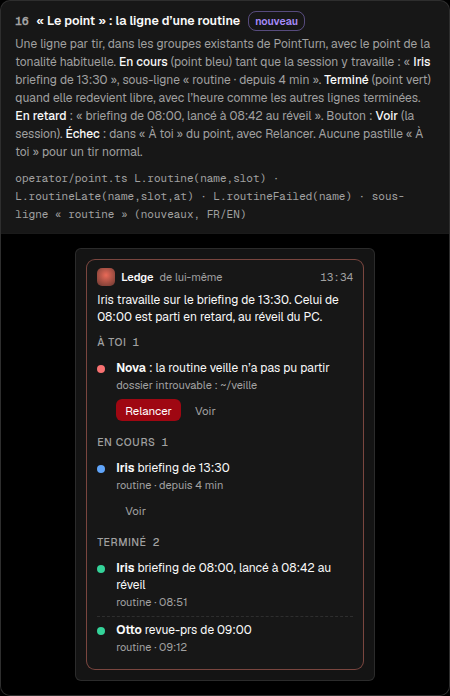 16 « Le point » : la ligne d’une routine nouveau
Une ligne par tir, dans les groupes existants de PointTurn, avec le point de la
tonalité habituelle. En cours (point bleu) tant que la session y travaille : « Iris
briefing de 13:30 », sous-ligne « routine · depuis 4 min ». Terminé (point vert)
quand elle redevient libre, avec l’heure comme les autres lignes terminées.
En retard : « briefing de 08:00, lancé à 08:42 au réveil ». Bouton : Voir (la
session). Échec : dans « À toi » du point, avec Relancer. Aucune pastille « À
toi » pour un tir normal.
operator/point.ts L.routine(name,slot) ·
L.routineLate(name,slot,at) · L.routineFailed(name) · sous-
ligne « routine » (nouveaux, FR/EN)
Ledge de lui-même 13:34
Iris travaille sur le briefing de 13:30. Celui de
08:00 est parti en retard, au réveil du PC.
À TOI 1
Nova : la routine veille n’a pas pu partir
dossier introuvable : ~/veille
Relancer Voir
EN COURS 1
Iris briefing de 13:30
routine · depuis 4 min
Voir
TERMINÉ 2
Iris briefing de 08:00, lancé à 08:42 au
réveil
routine · 08:51
Otto revue-prs de 09:00
routine · 09:12